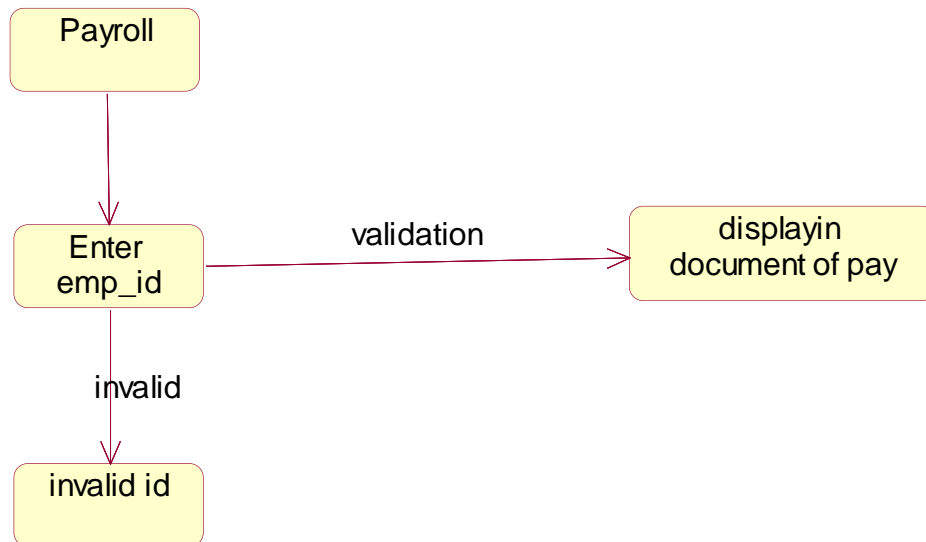 Payroll
Enter
emp_id
validation
displayin
document of pay
invalid
invalid id